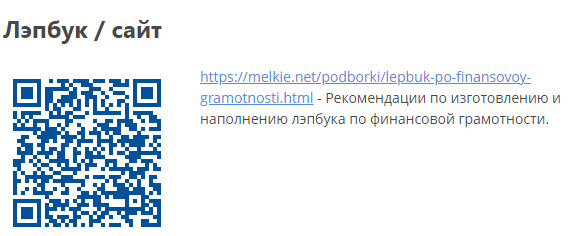 Лэпбук / сайт
https://melkie.net/podborki/lepbuk-po-finansovoy-
gramotnosti.html - Рекомендации по изготовлению и
наполнению лэпбука по финансовой грамотности.